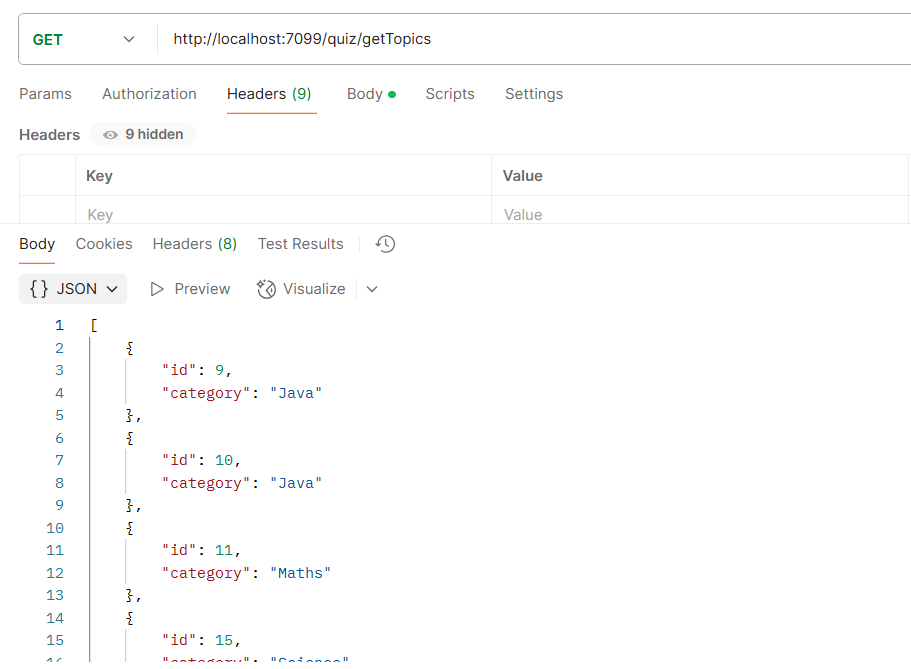 GET http://localhost:7099/quiz/getTopics
Params Authorization Headers (9) Body Scripts Settings
Headers 9 hidden
Key Value
Key Value
Body Cookies Headers (8) Test Results
{} JSON Preview Visualize
1 [
2 {
3 "id": 9,
4 "category": "Java"
5 },
6 {
7 "id": 10,
8 "category": "Java"
9 },
10 {
11 "id": 11,
12 "category": "Maths"
13 },
14 {
15 "id": 15,
16 "category": "Science"